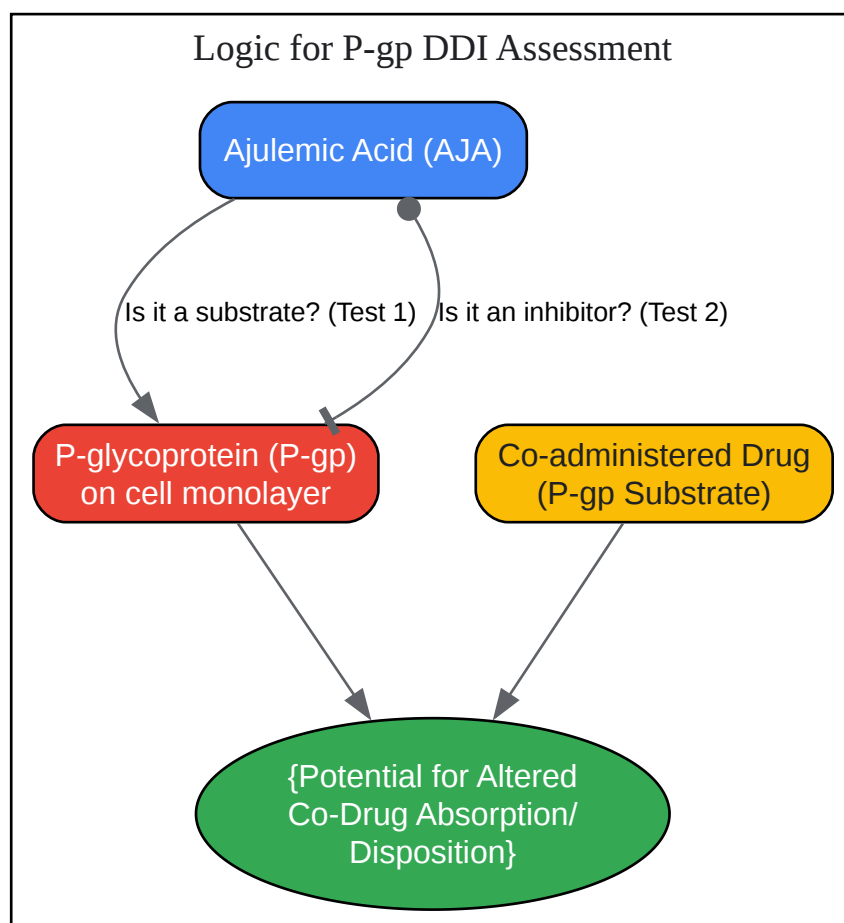 Logic for P-gp DDI Assessment
Ajulemic Acid (AJA)
Is it a substrate? (Test 1)
Is it an inhibitor? (Test 2)
P-glycoprotein (P-gp)
on cell monolayer
Co-administered Drug
(P-gp Substrate)
{Potential for Altered
Co-Drug Absorption/
Disposition}